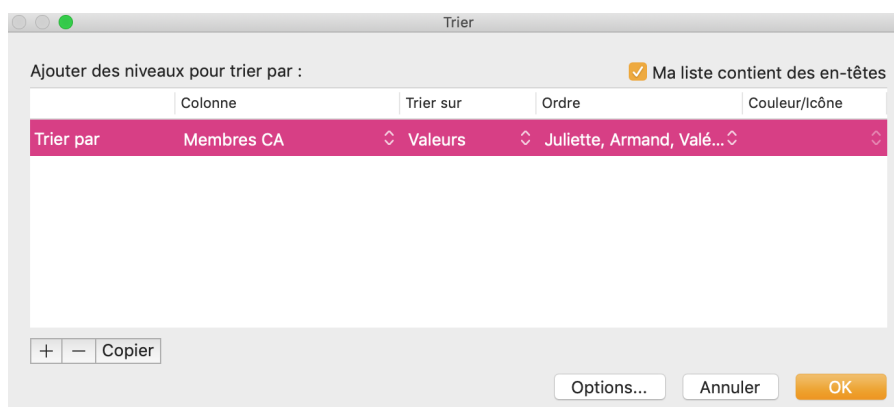 Trier
Ajouter des niveaux pour trier par :
Ma liste contient des en-têtes
Colonne Trier sur Ordre Couleur/Icône
Trier par Membres CA Valeurs Juliette, Armand, Valé...
+ − Copier
Options... Annuler OK